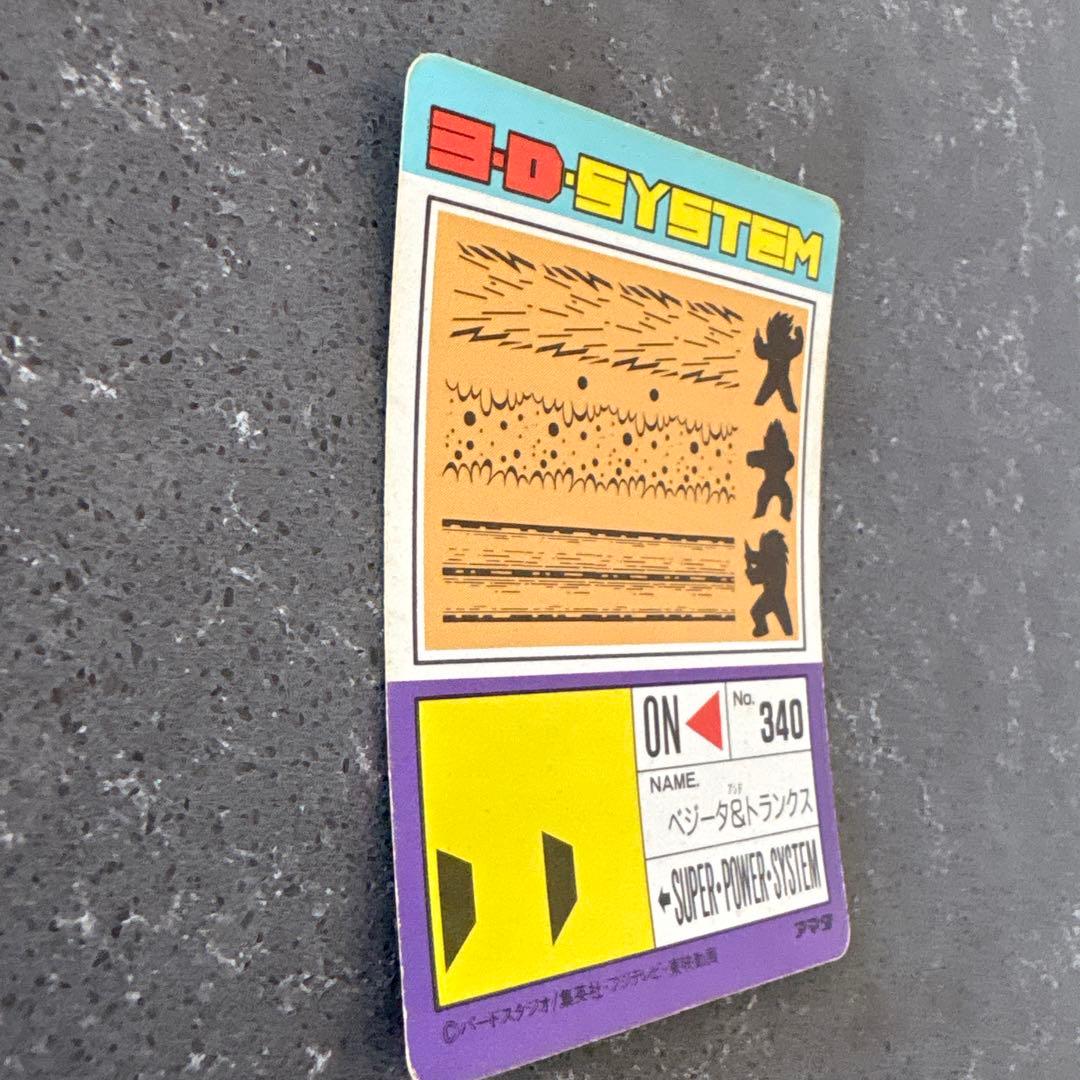 3·D·SYSTEM
ON
No. 340
NAME.
アンド
ベジータ&トランクス
SUPER・POWER・SYSTEM
アマダ
©バードスタジオ/集英社・フジテレビ・東映動画